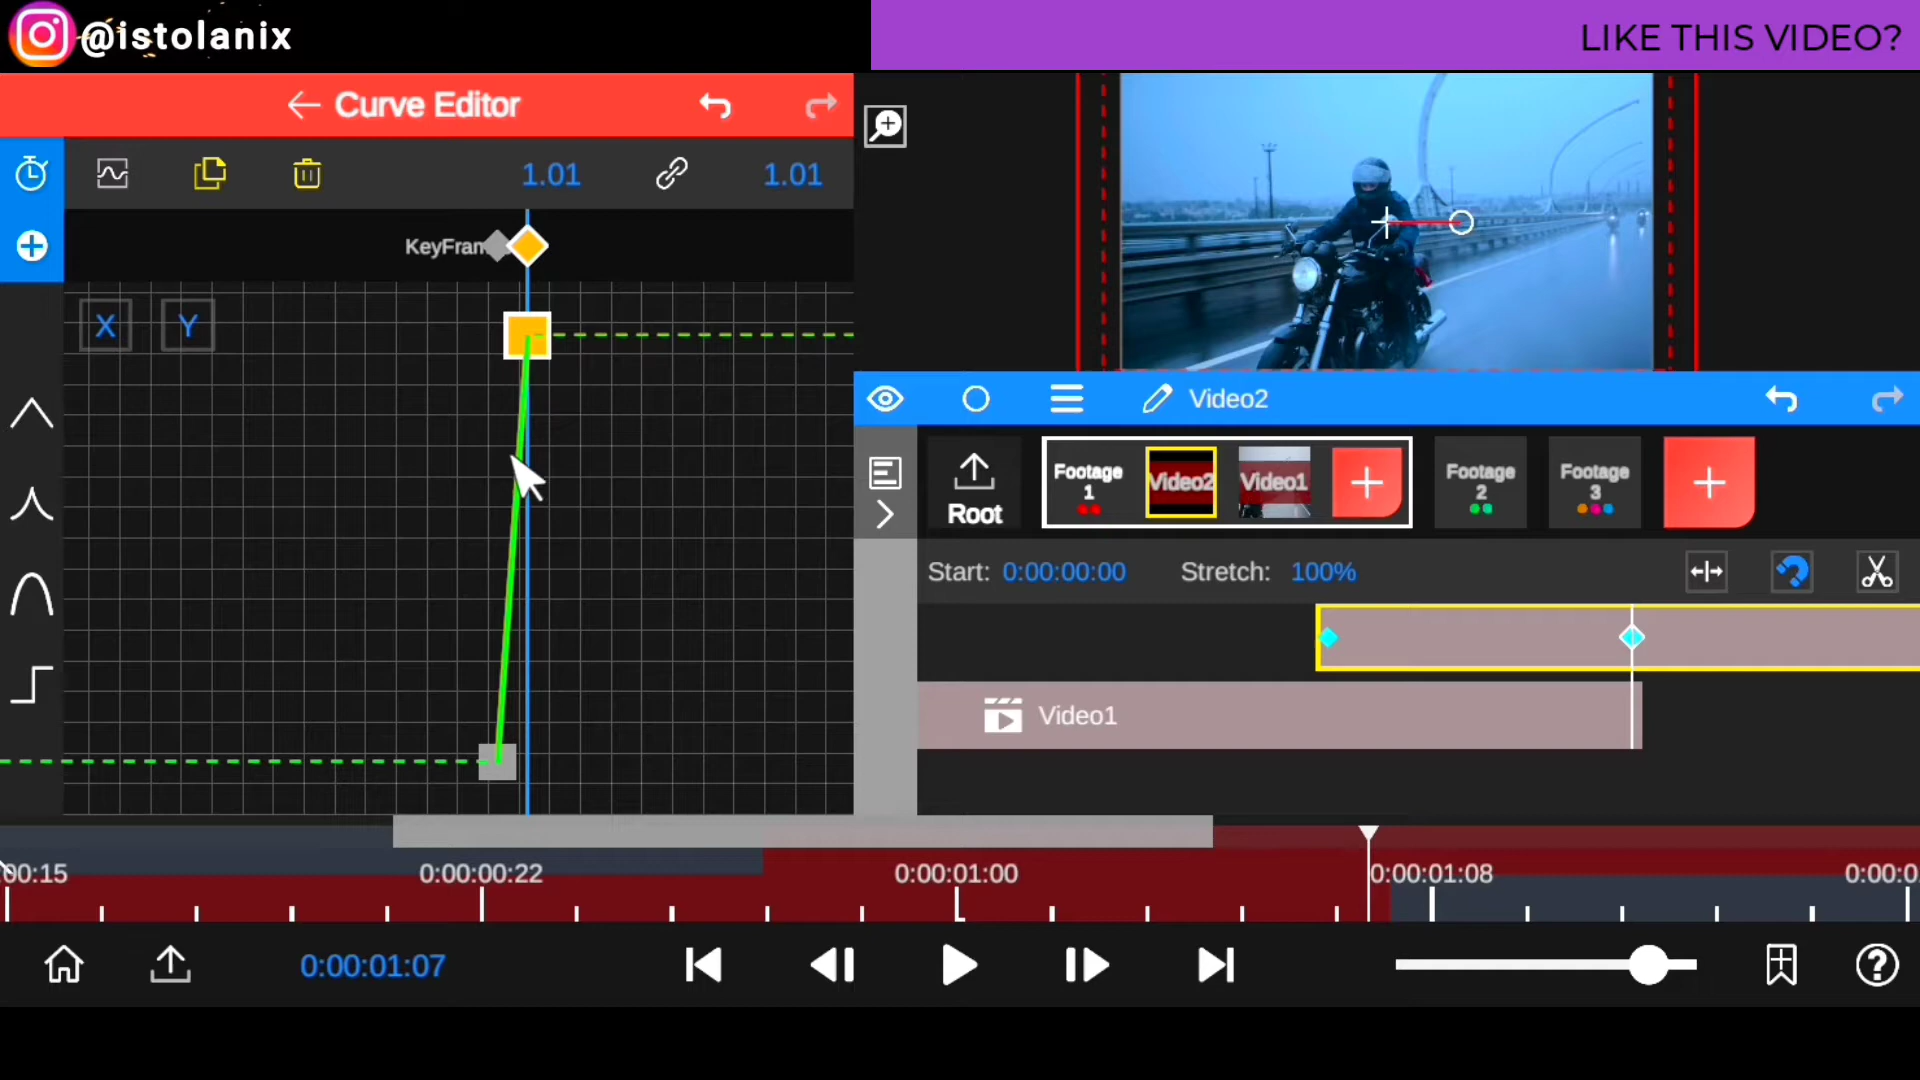 @istolanix
LIKE THIS VIDEO?
Curve Editor
1.01
1.01
KeyFram
X
Y
Video2
Root
Footage
1
Video2
Video1
Footage
2
Footage
3
Start: 0:00:00:00
Stretch: 100%
Video1
00:15
0:00:00:22
0:00:01:00
0:00:01:08
0:00:0
0:00:01:07